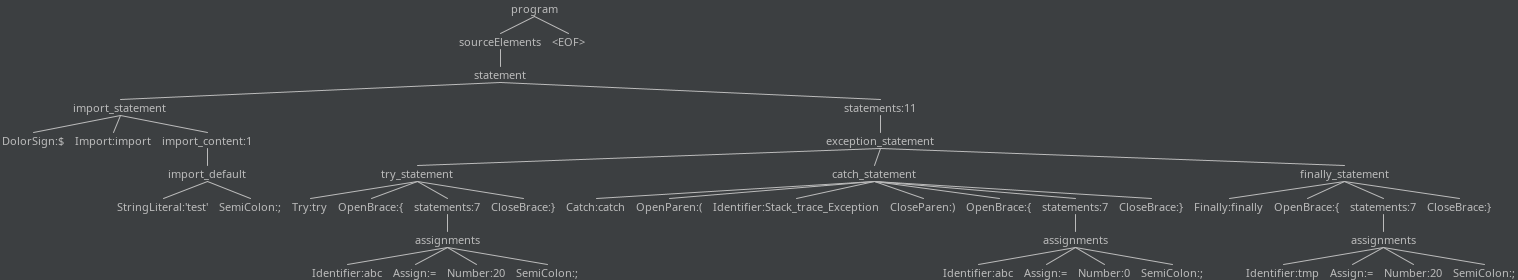 program
sourceElements <EOF>
statement
import_statement statements:11
DolorSign:$ Import:import import_content:1 exception_statement
import_default try_statement catch_statement finally_statement
StringLiteral:'test' SemiColon:; Try:try OpenBrace:{ statements:7 CloseBrace:} Catch:catch OpenParen:( Identifier:Stack_trace_Exception CloseParen:) OpenBrace:{ statements:7 CloseBrace:} Finally:finally OpenBrace:{ statements:7 CloseBrace:}
assignments assignments assignments
Identifier:abc Assign:= Number:20 SemiColon:; Identifier:abc Assign:= Number:0 SemiColon:; Identifier:tmp Assign:= Number:20 SemiColon:;